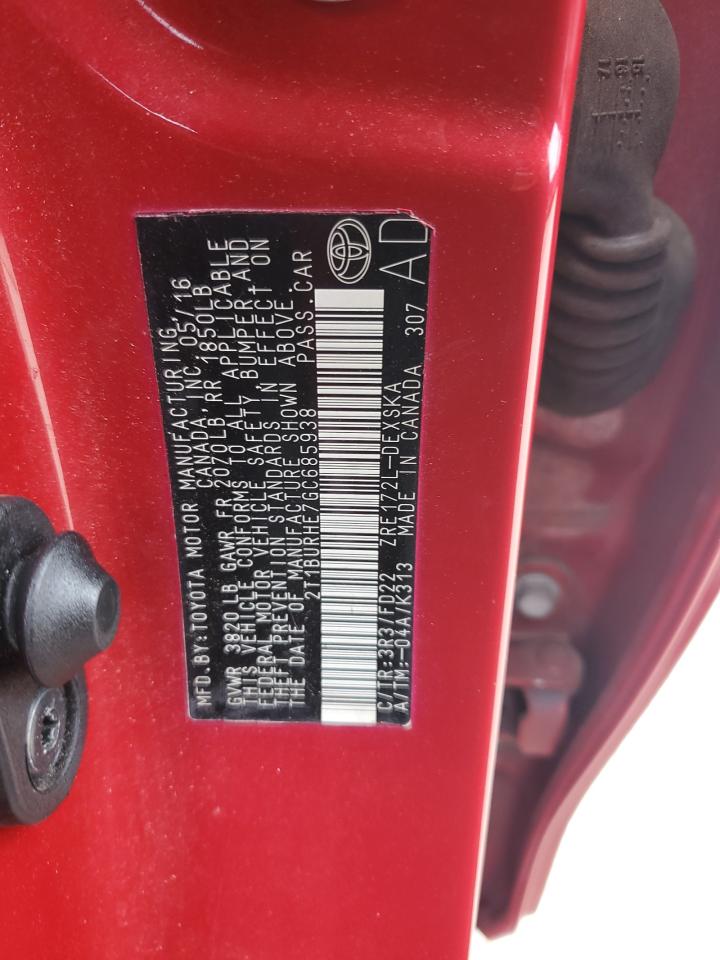 MFD.BY:TOYOTA MOTOR MANUFACTURING,
CANADA, INC. 05/16
GVWR 3820LB GAWR FR 2070LB,RR 1850LB
THIS VEHICLE CONFORMS TO ALL APPLICABLE
FEDERAL MOTOR VEHICLE SAFETY, BUMPER, AND
THEFT PREVENTION STANDARDS IN EFFECT ON
THE DATE OF MANUFACTURE SHOWN ABOVE.
2T1BURHE7GC685938 PASS.CAR
C/TR:3R3/FD22 ZRE172L-DEXSKA
A/TM:-04A/K313 MADE IN CANADA 307 AD